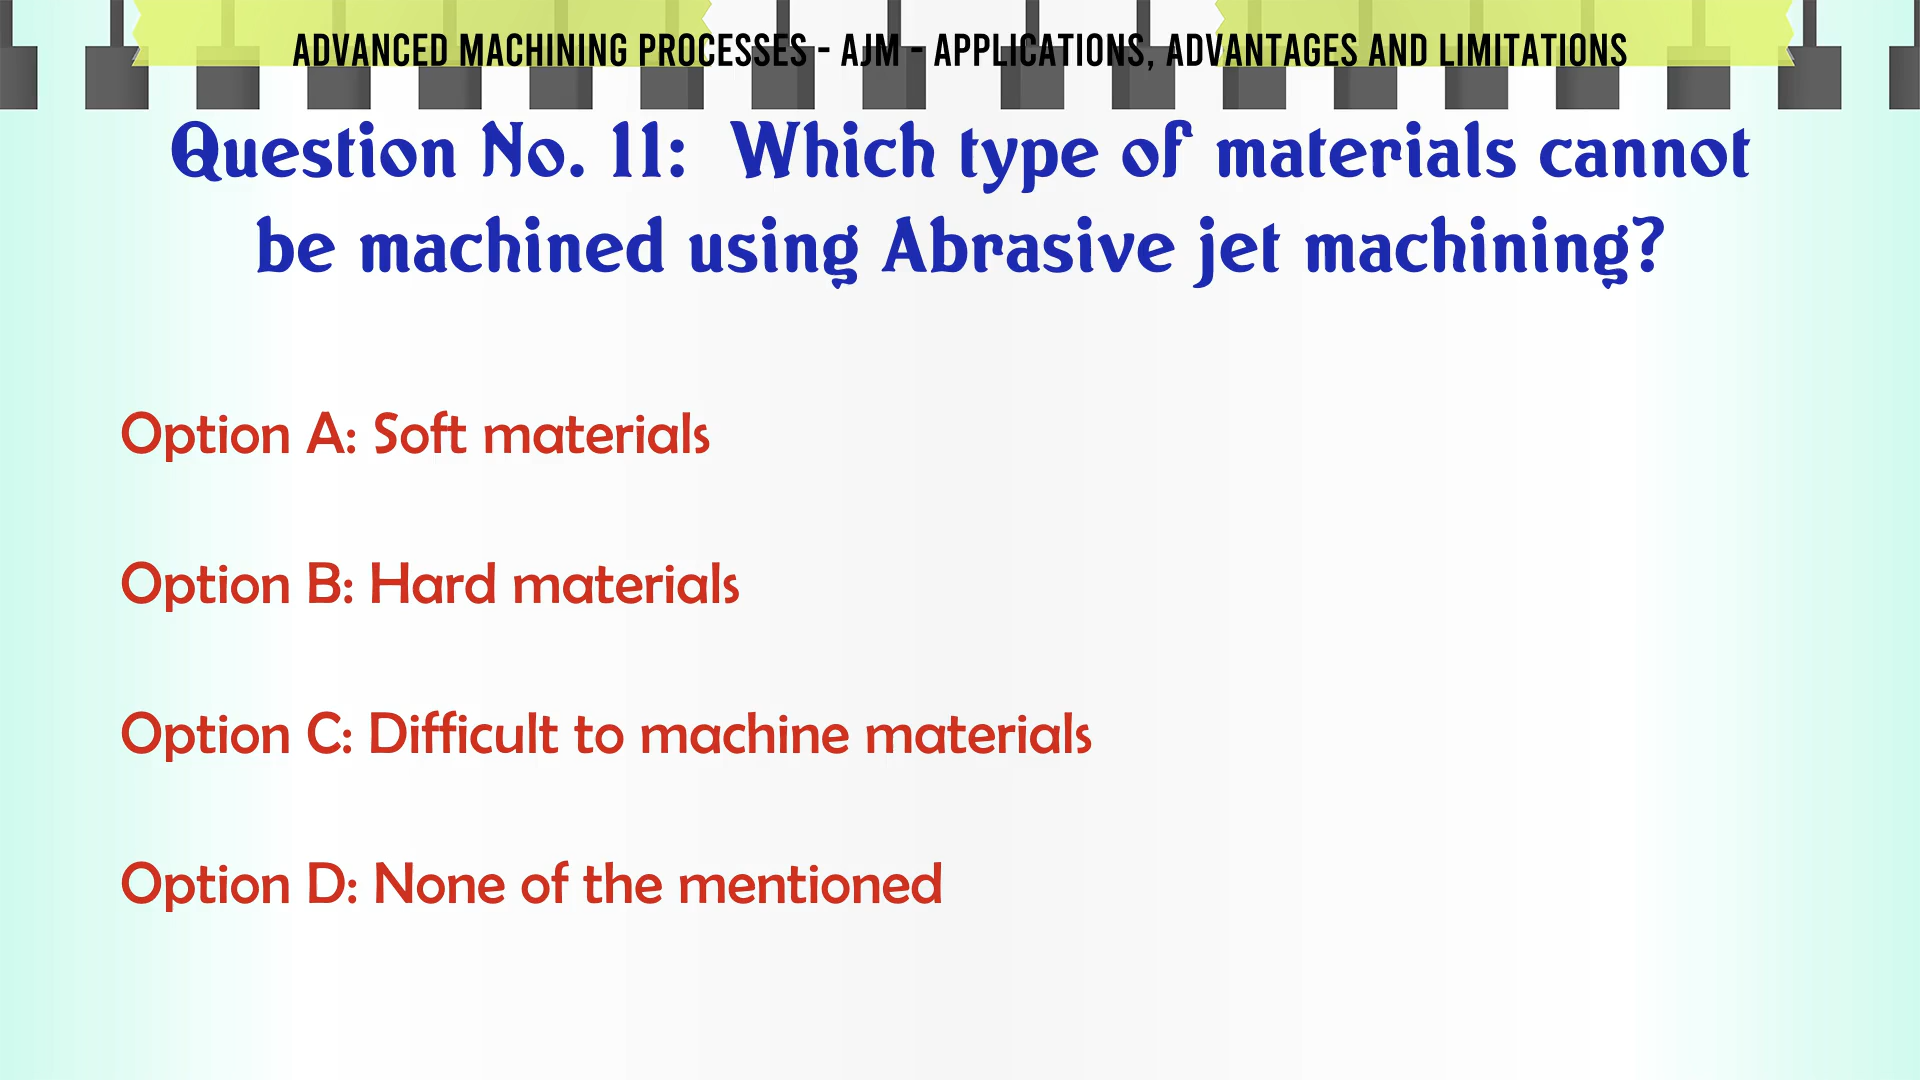 ADVANCED MACHINING PROCESSES - AJM - APPLICATIONS, ADVANTAGES AND LIMITATIONS
Question No. 11: Which type of materials cannot
be machined using Abrasive jet machining?
Option A: Soft materials
Option B: Hard materials
Option C: Difficult to machine materials
Option D: None of the mentioned